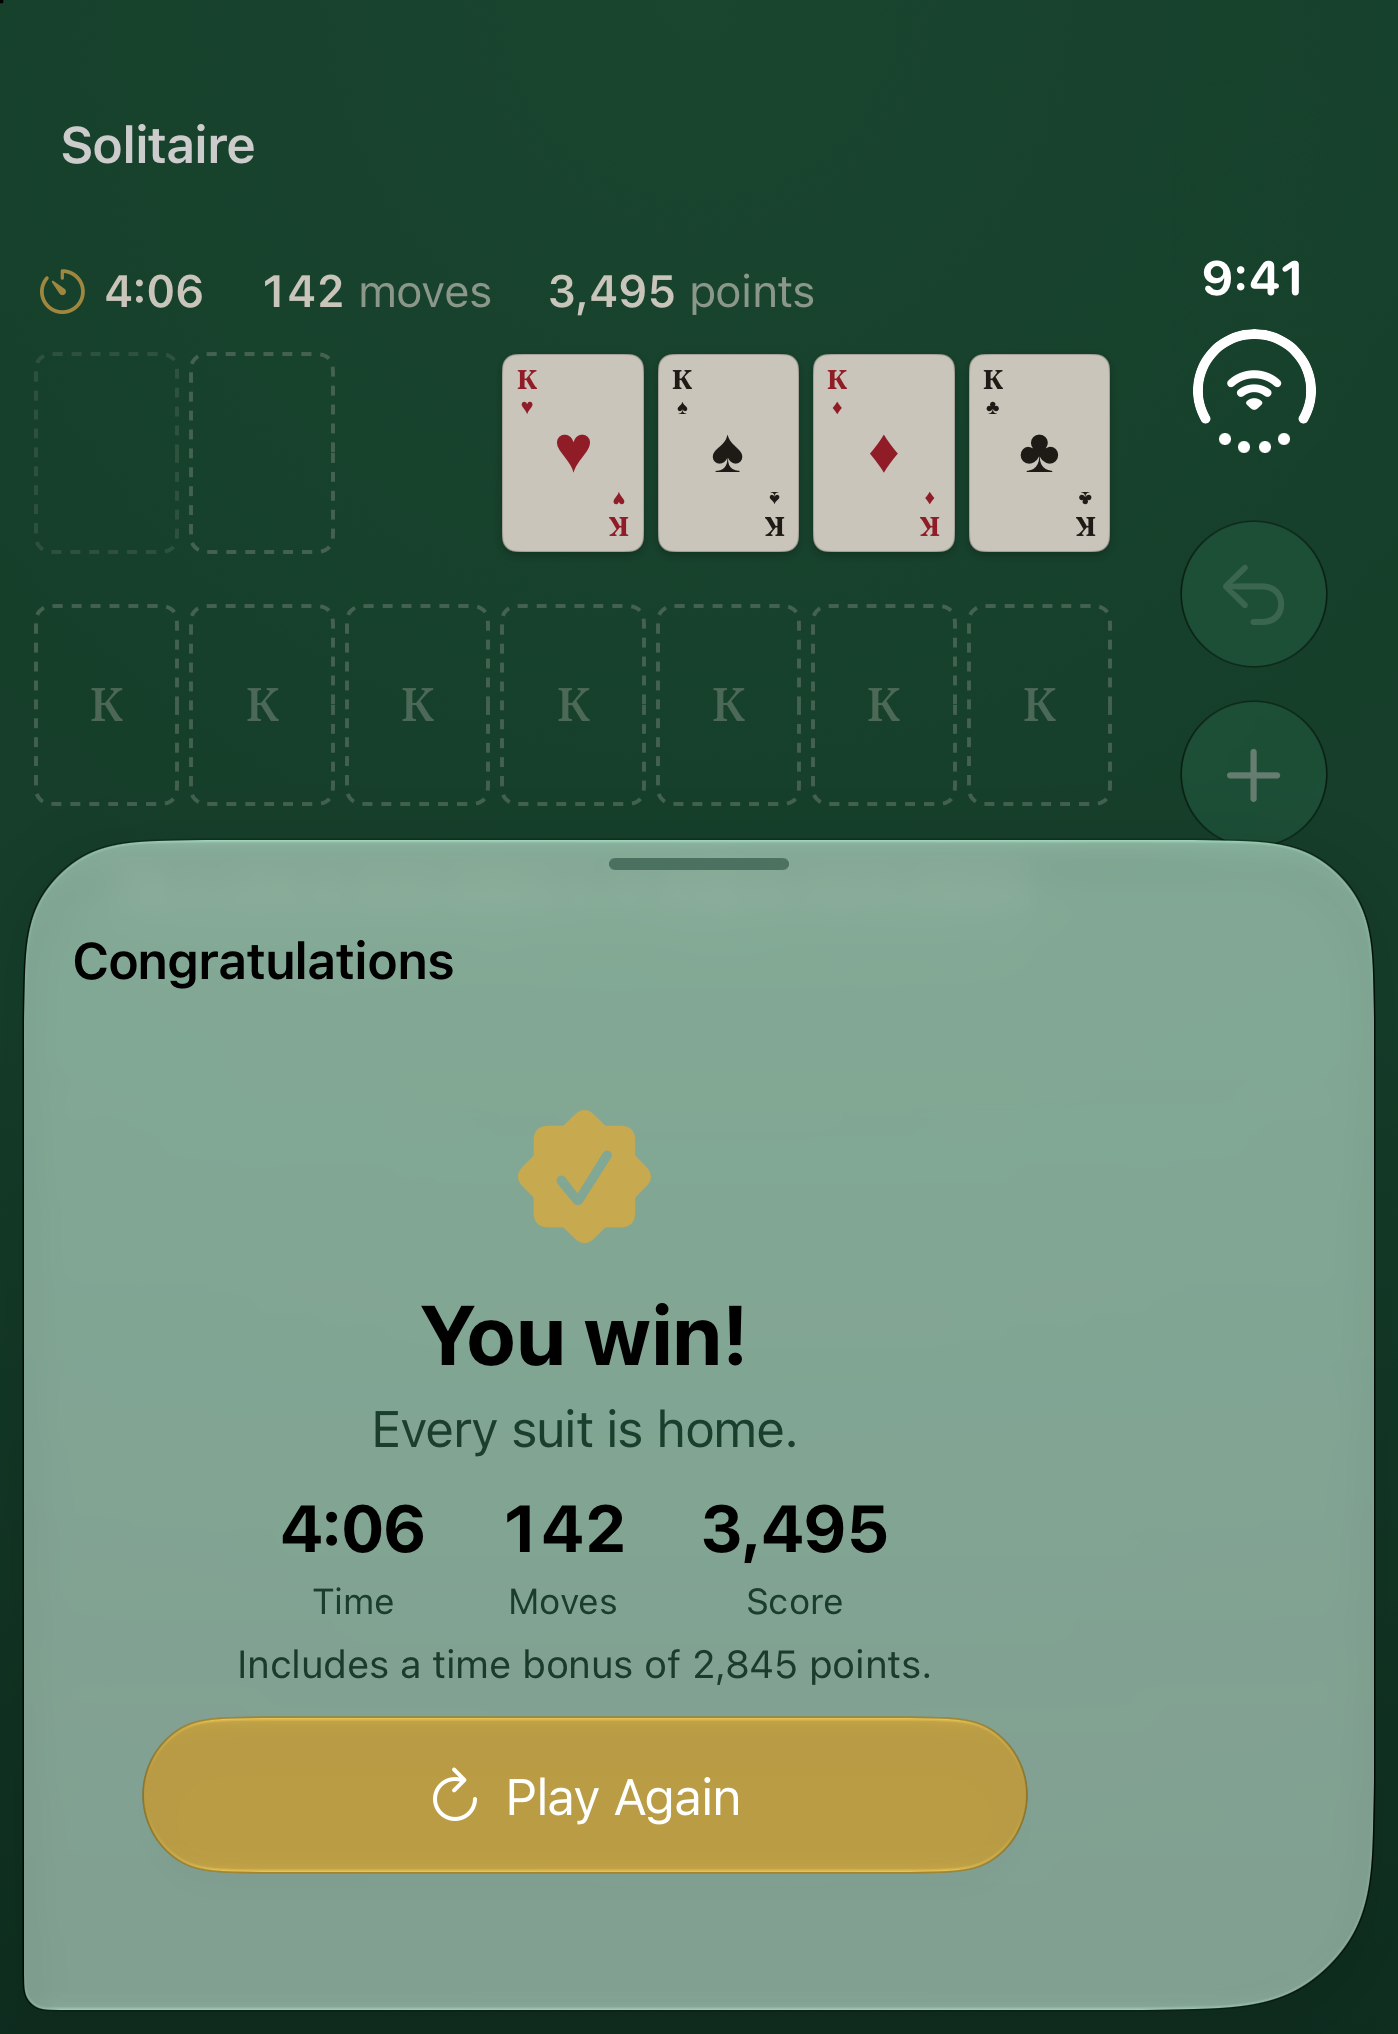 Solitaire
4:06 142 moves 3,495 points
9:41
K K K K
K K K K
K K K K K K K
Congratulations
You win!
Every suit is home.
4:06 142 3,495
Time Moves Score
Includes a time bonus of 2,845 points.
Play Again